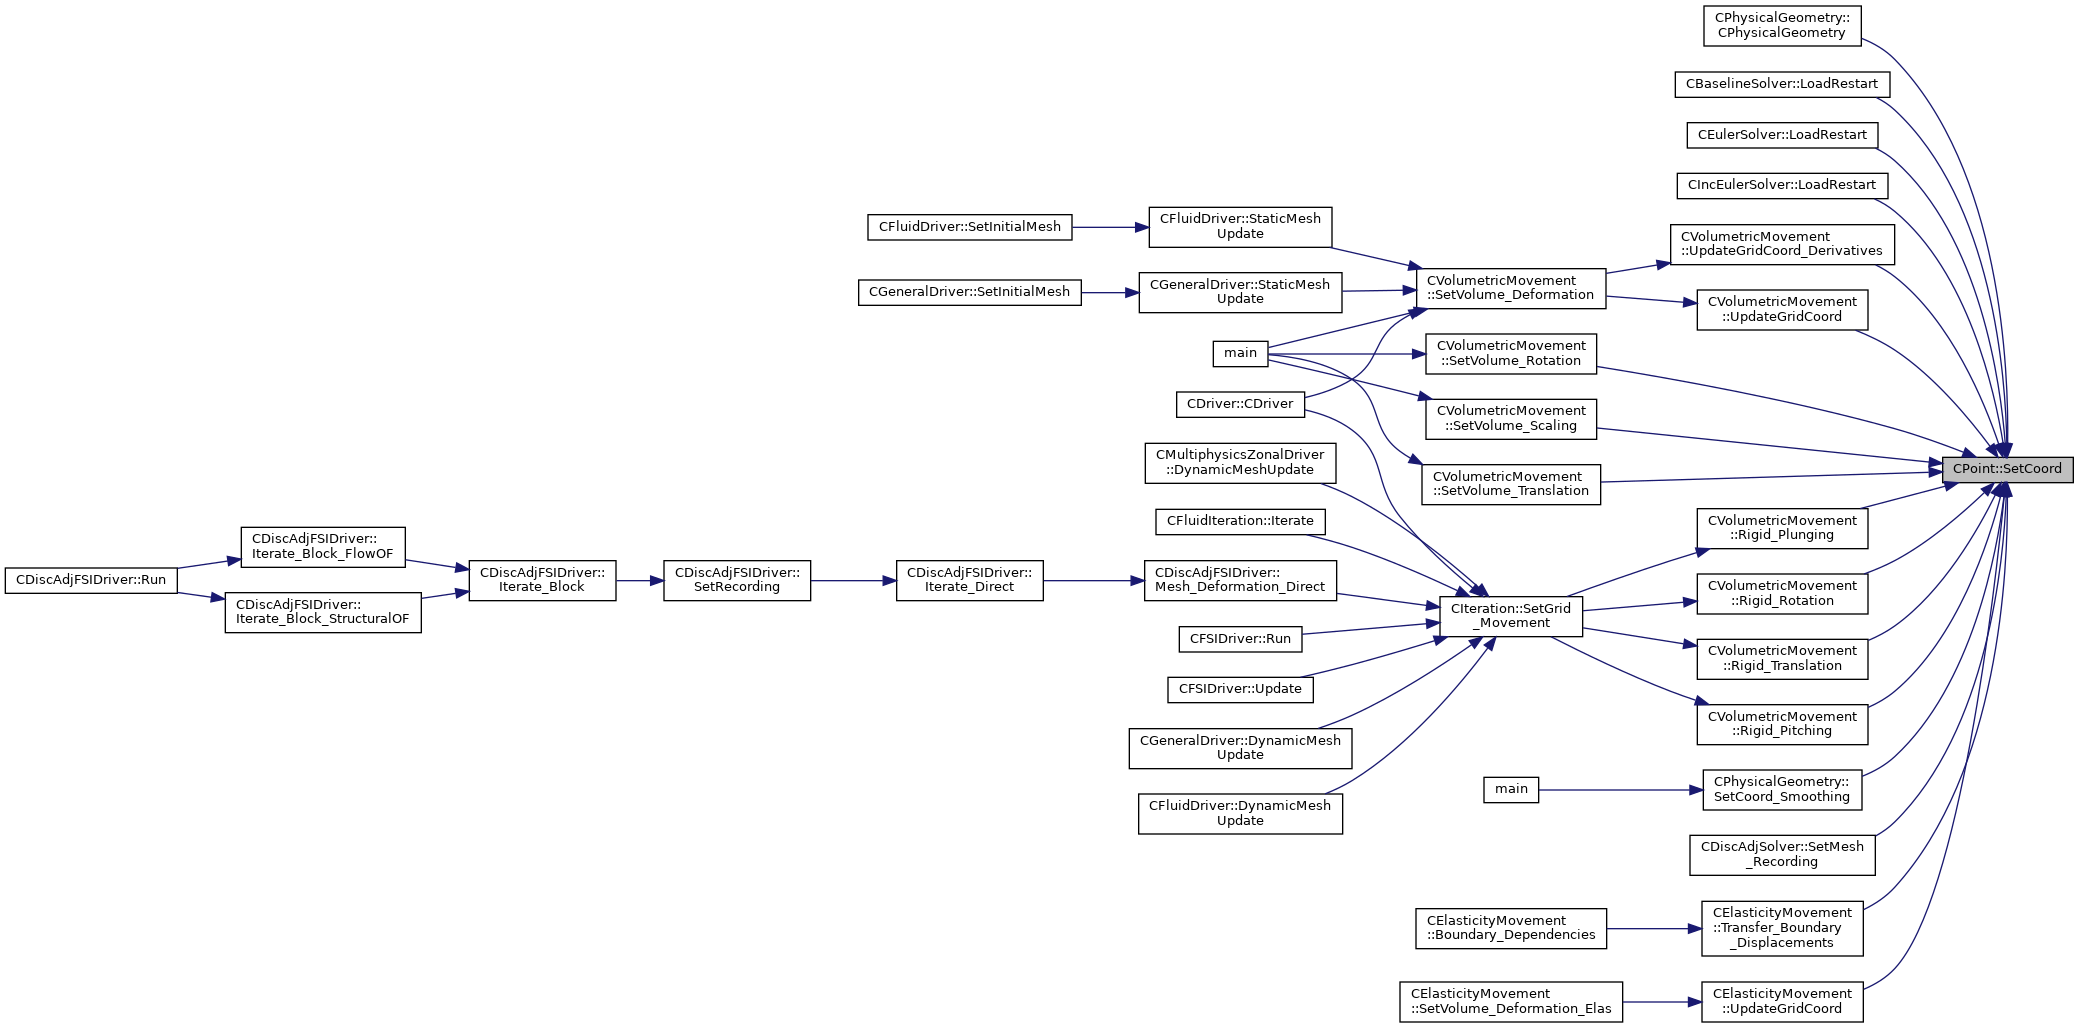 CPhysicalGeometry::
CPhysicalGeometry
CBaselineSolver::LoadRestart
CEulerSolver::LoadRestart
CIncEulerSolver::LoadRestart
CFluidDriver::SetInitialMesh
CFluidDriver::StaticMesh
Update
CVolumetricMovement
::UpdateGridCoord_Derivatives
CGeneralDriver::SetInitialMesh
CGeneralDriver::StaticMesh
Update
CVolumetricMovement
::SetVolume_Deformation
CVolumetricMovement
::UpdateGridCoord
main
CVolumetricMovement
::SetVolume_Rotation
CDriver::CDriver
CVolumetricMovement
::SetVolume_Scaling
CMultiphysicsZonalDriver
::DynamicMeshUpdate
CVolumetricMovement
::SetVolume_Translation
CPoint::SetCoord
CFluidIteration::Iterate
CVolumetricMovement
::Rigid_Plunging
CDiscAdjFSIDriver::Run
CDiscAdjFSIDriver::
Iterate_Block_FlowOF
CDiscAdjFSIDriver::
Iterate_Block_StructuralOF
CDiscAdjFSIDriver::
Iterate_Block
CDiscAdjFSIDriver::
SetRecording
CDiscAdjFSIDriver::
Iterate_Direct
CDiscAdjFSIDriver::
Mesh_Deformation_Direct
CIteration::SetGrid
_Movement
CVolumetricMovement
::Rigid_Rotation
CFSIDriver::Run
CVolumetricMovement
::Rigid_Translation
CFSIDriver::Update
CVolumetricMovement
::Rigid_Pitching
CGeneralDriver::DynamicMesh
Update
CFluidDriver::DynamicMesh
Update
main
CPhysicalGeometry::
SetCoord_Smoothing
CDiscAdjSolver::SetMesh
_Recording
CElasticityMovement
::Boundary_Dependencies
CElasticityMovement
::Transfer_Boundary
_Displacements
CElasticityMovement
::SetVolume_Deformation_Elas
CElasticityMovement
::UpdateGridCoord